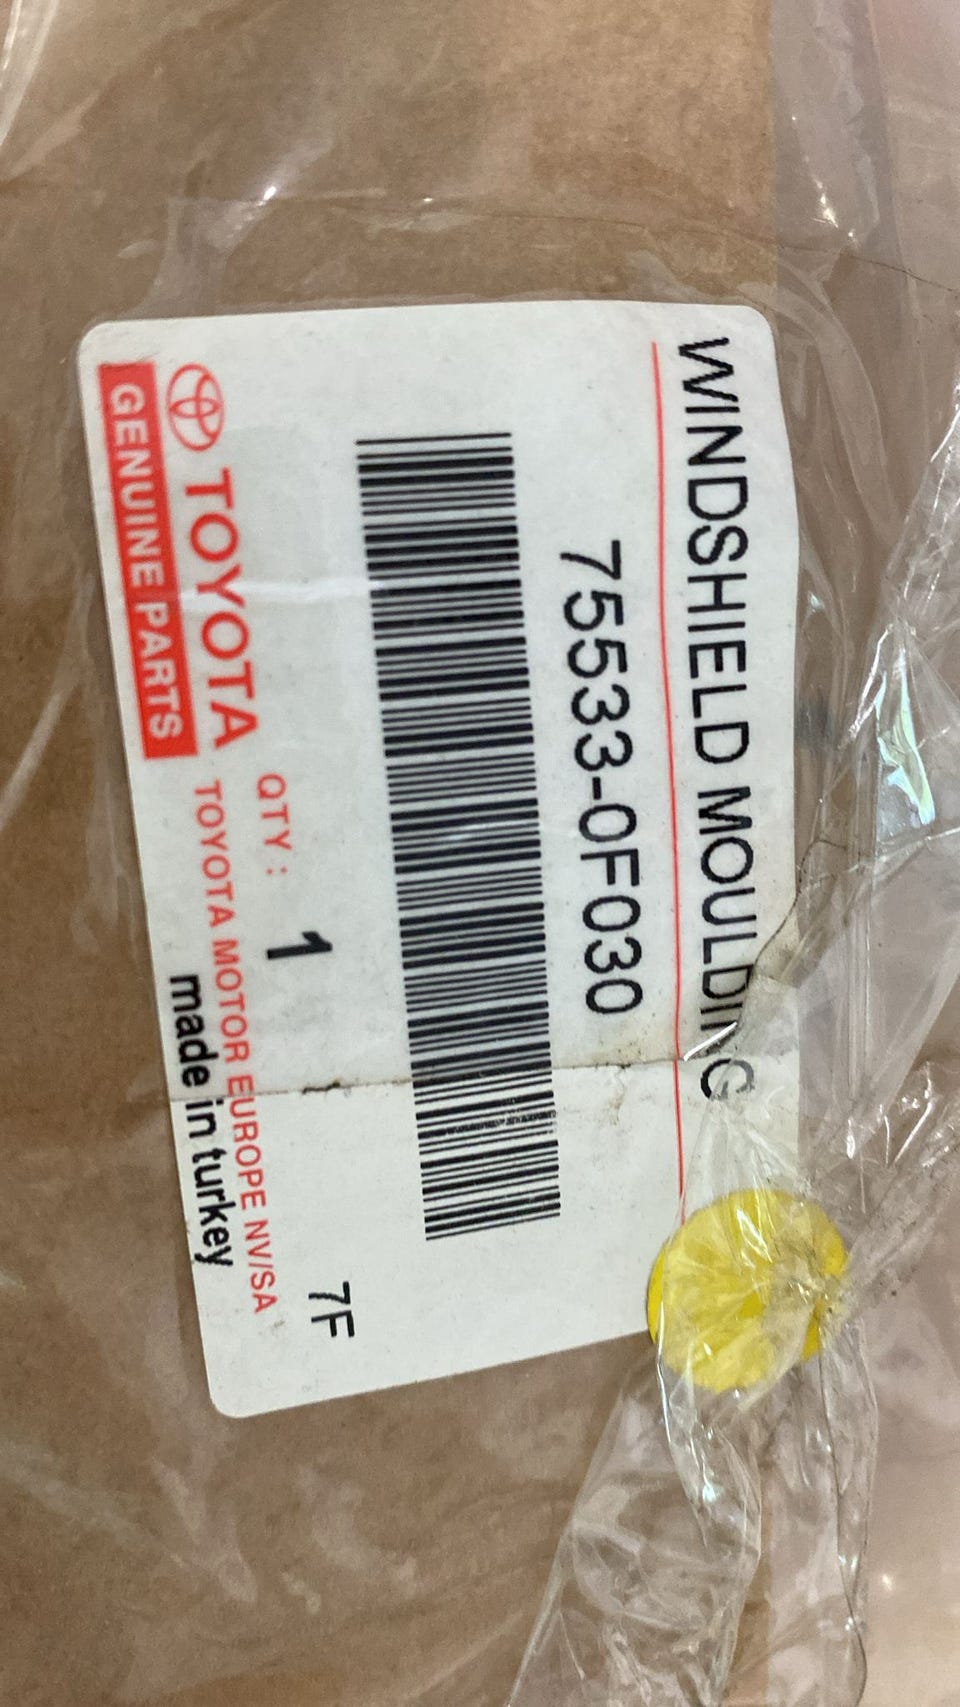 WINDSHIELD MOULDING
75533-0F030
7F
QTY : 1
TOYOTA
GENUINE PARTS
TOYOTA MOTOR EUROPE NV/SA
made in turkey